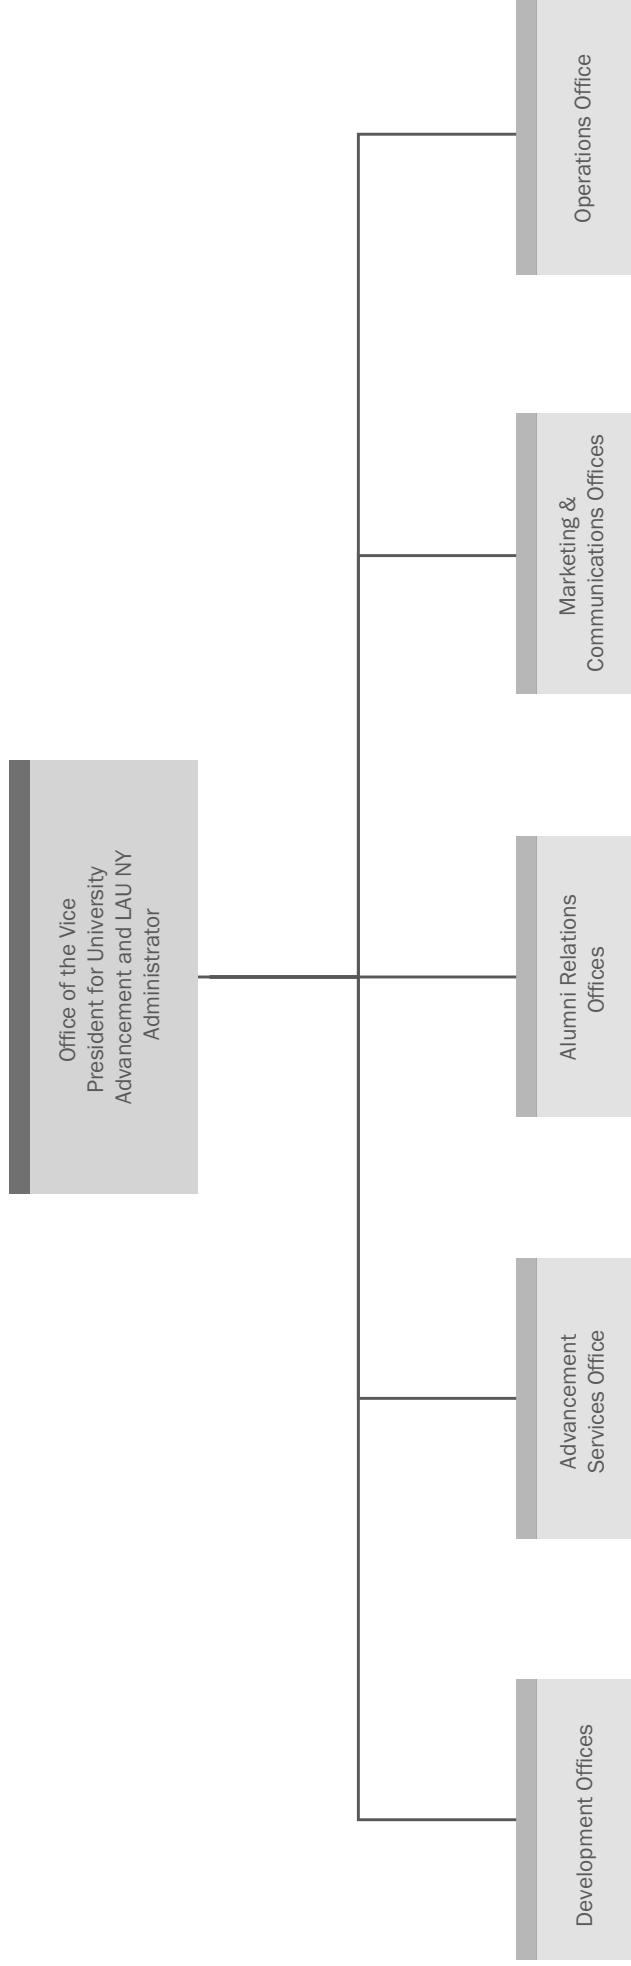 Office of the Vice
President for University
Advancement and LAU NY
Administrator
Development Offices
Advancement
Services Office
Alumni Relations
Offices
Marketing &
Communications Offices
Operations Office